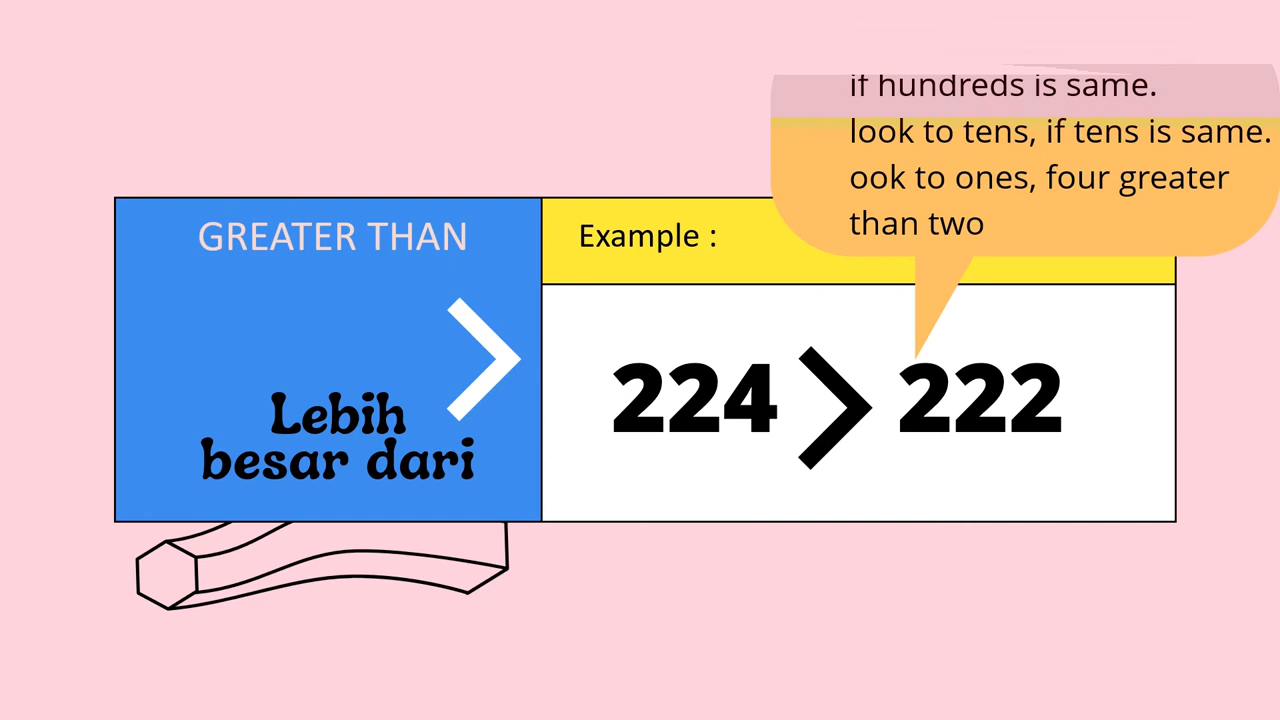 if hundreds is same.
look to tens, if tens is same.
ook to ones, four greater
than two
GREATER THAN
>
Lebih
besar dari
Example :
224 > 222